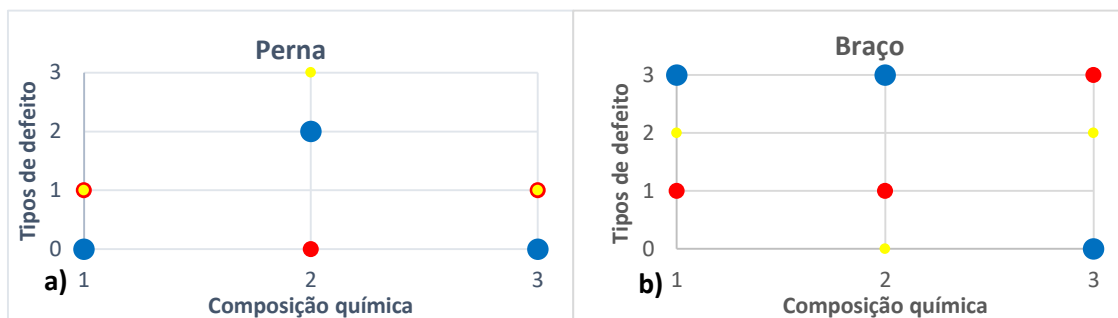 Perna
Tipos de defeito
3
2
1
0
1
2
3
Composição química
a)
Braço
Tipos de defeito
3
2
1
0
1
2
3
Composição química
b)